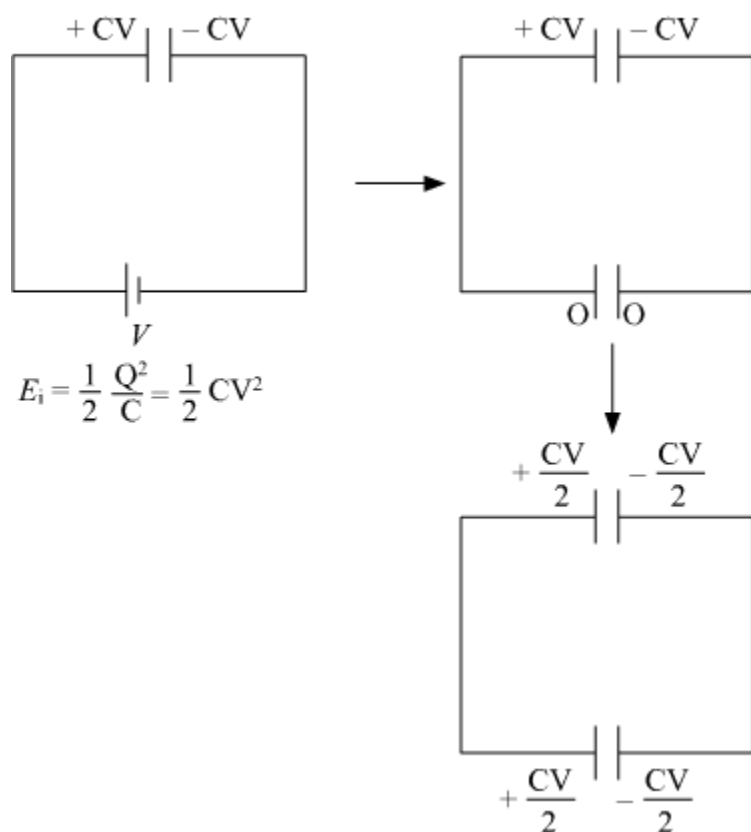 + CV – CV
V
E_i = 1/2 Q²/C = 1/2 CV²
+ CV – CV
O O
+ CV/2 – CV/2
+ CV/2 – CV/2